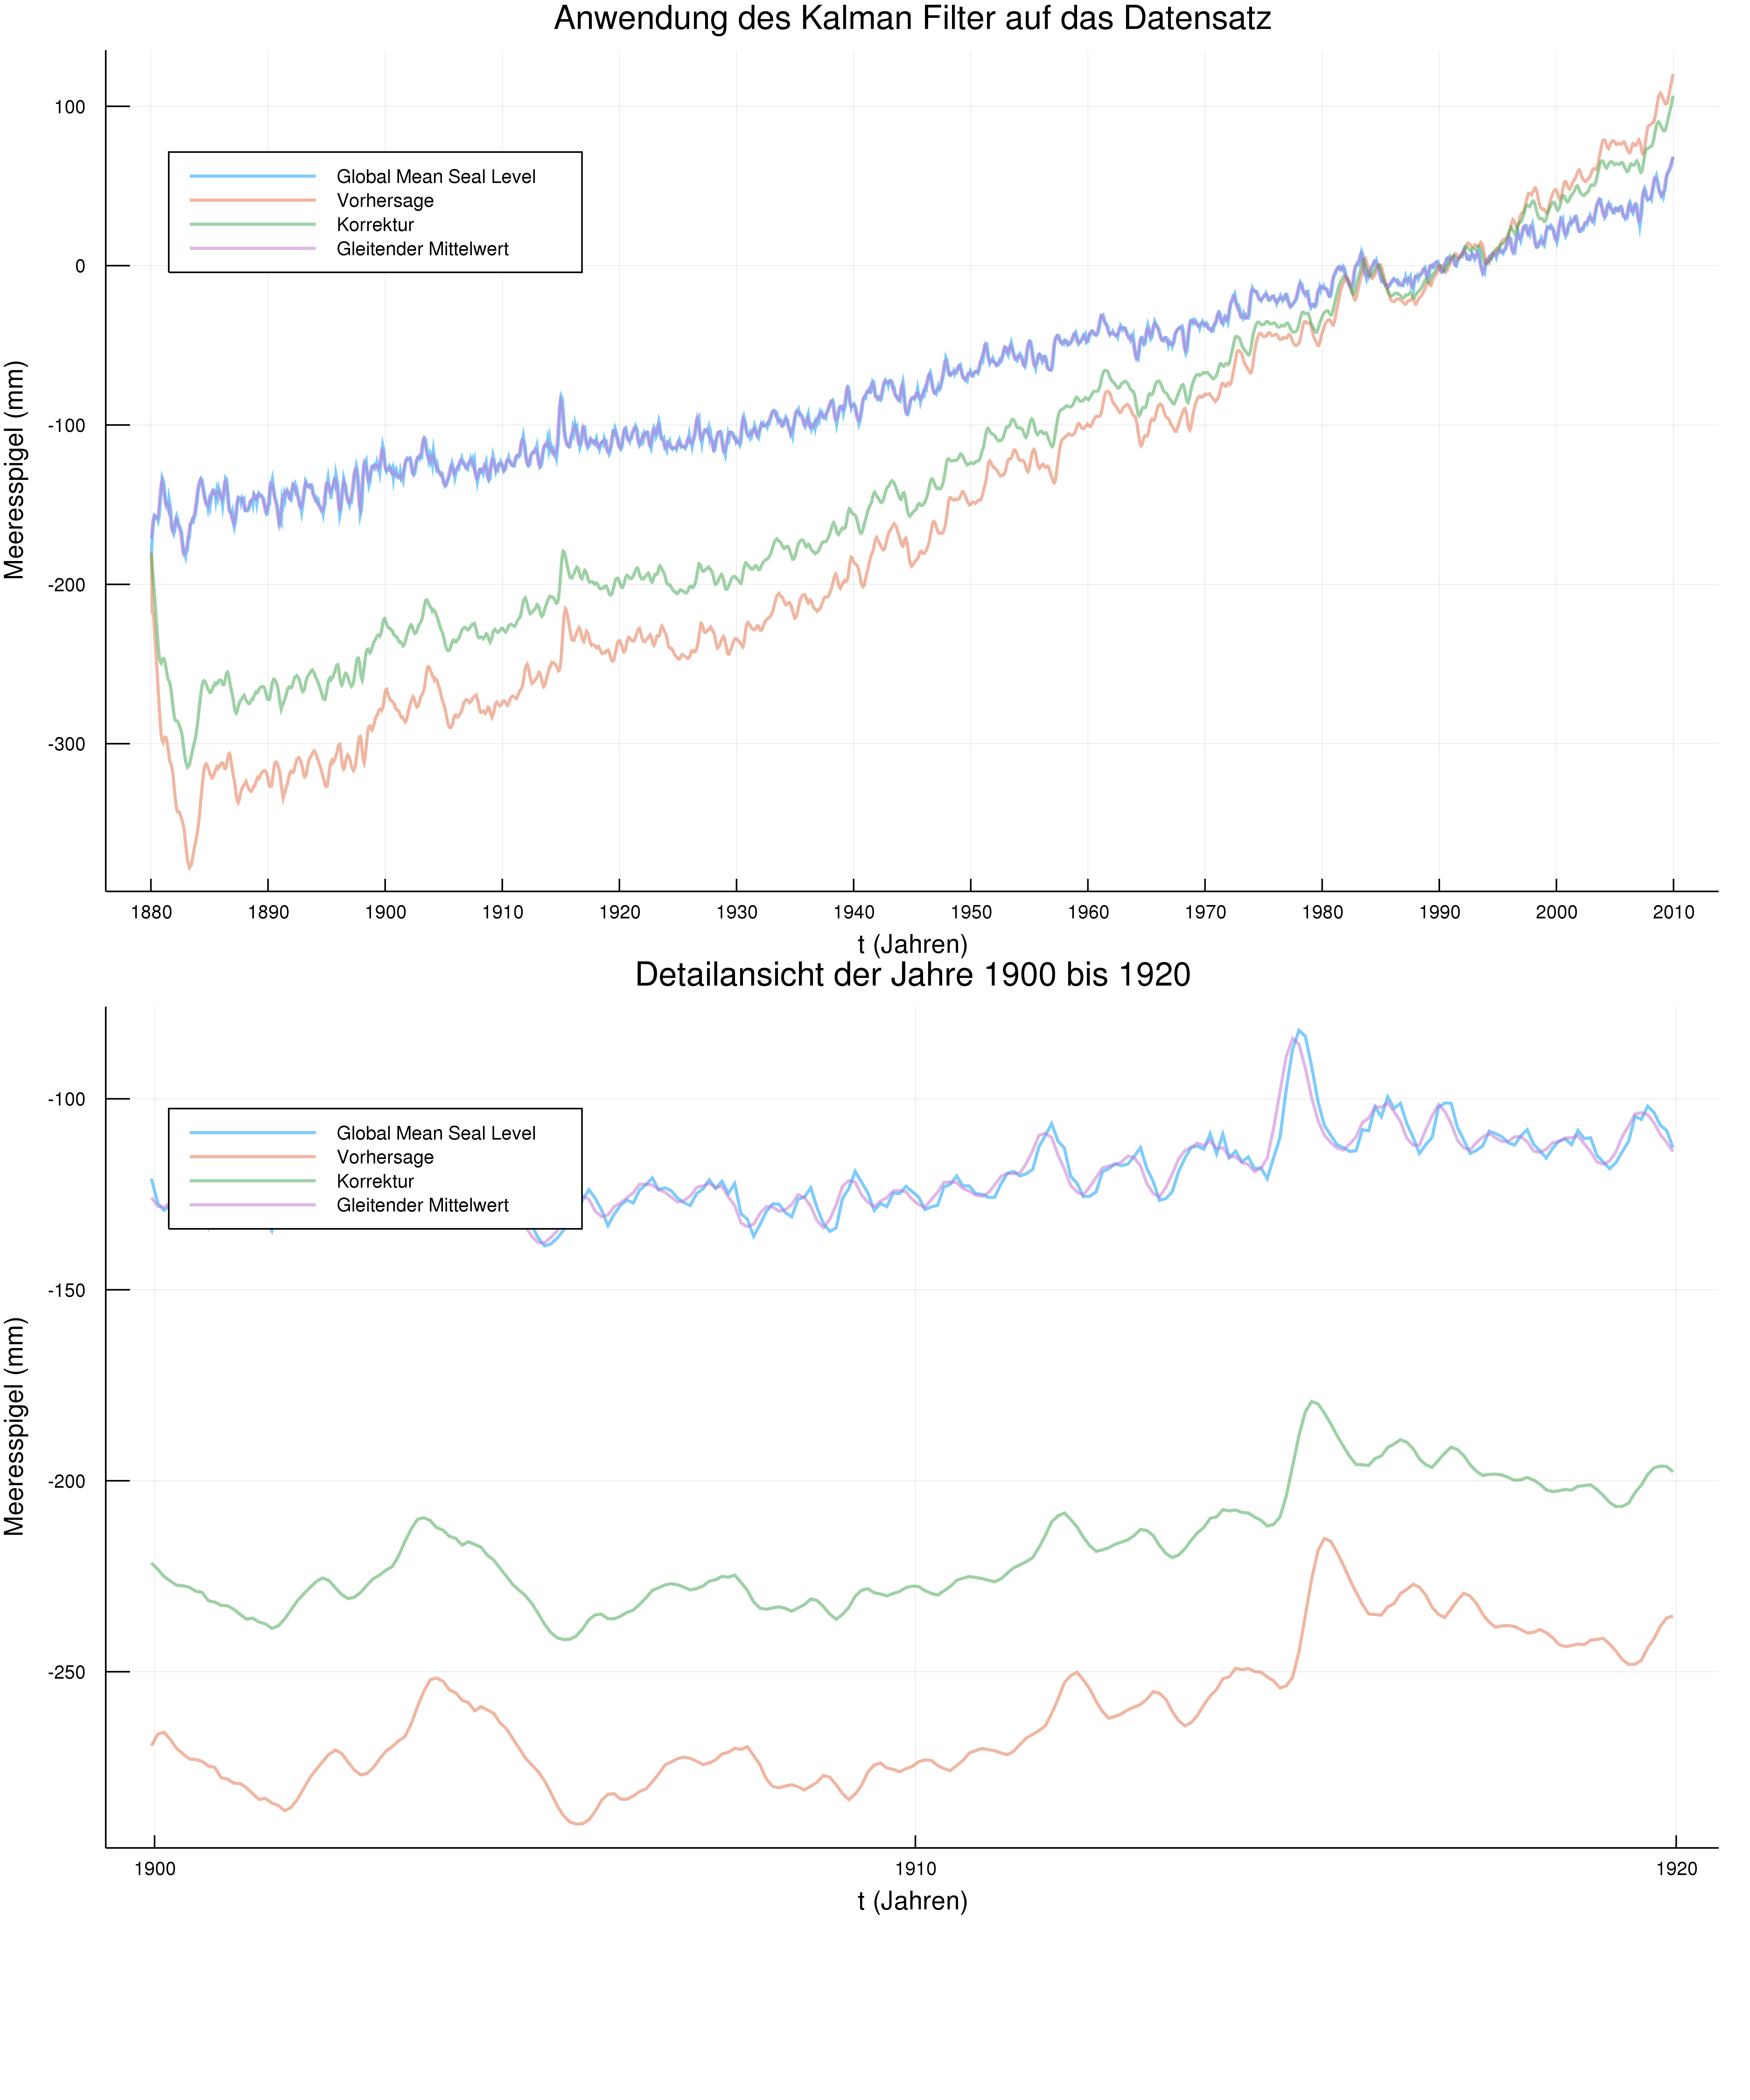 Anwendung des Kalman Filter auf das Datensatz
Meeresspigel (mm)
100
0
-100
-200
-300
Global Mean Seal Level
Vorhersage
Korrektur
Gleitender Mittelwert
1880 1890 1900 1910 1920 1930 1940 1950 1960 1970 1980 1990 2000 2010
t (Jahren)
Detailansicht der Jahre 1900 bis 1920
Meeresspigel (mm)
-100
-150
-200
-250
Global Mean Seal Level
Vorhersage
Korrektur
Gleitender Mittelwert
1900 1910 1920
t (Jahren)